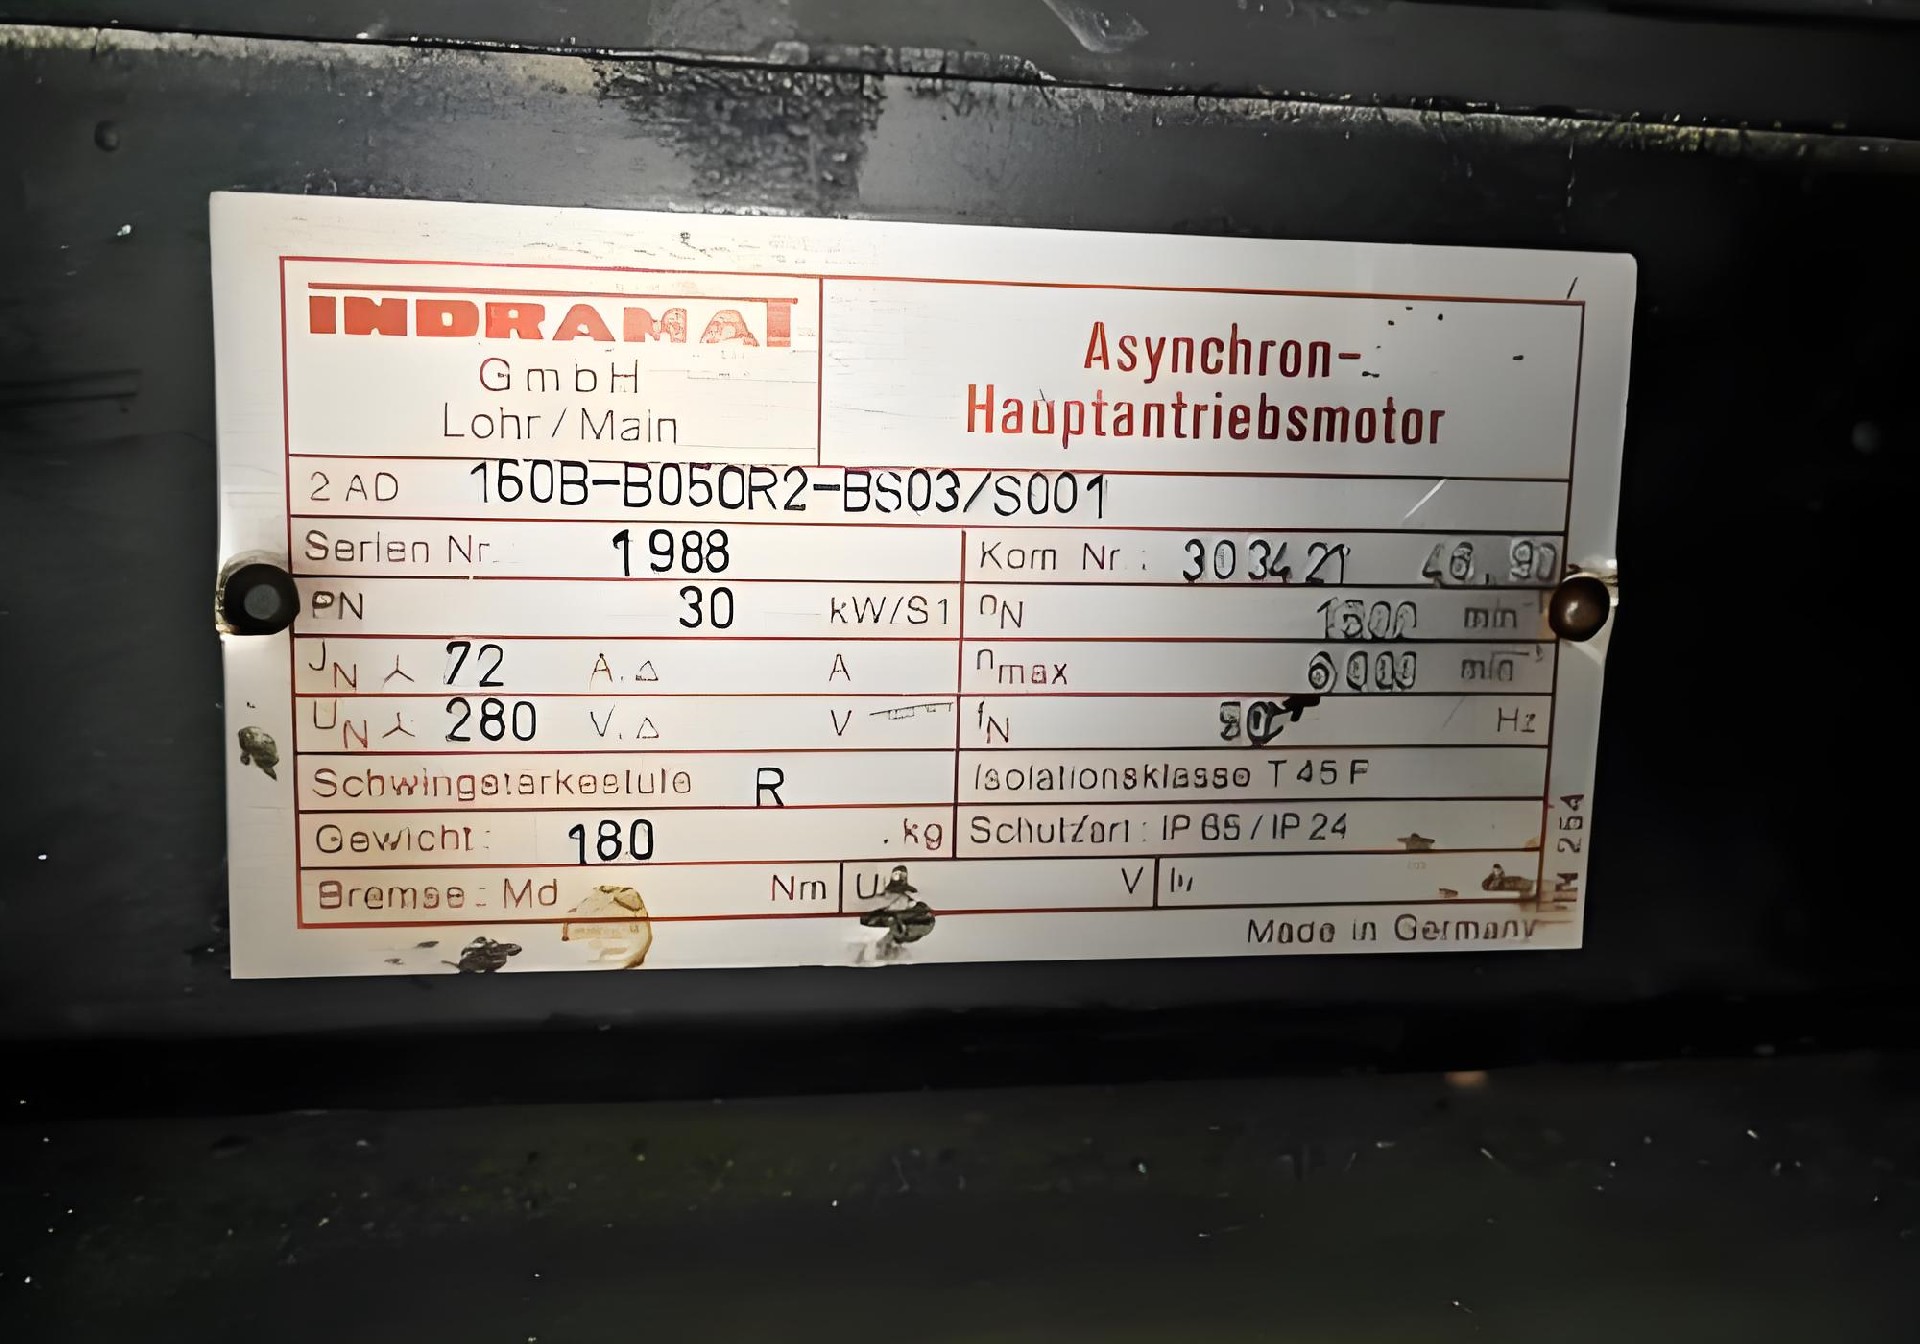 INDRAMAT
GmbH
Lohr / Main
Asynchron-
Hauptantriebsmotor
2 AD 160B-B050R2-BS03/S001
Serien Nr. 1988
Kom Nr.: 303421
PN 30 kW/S1
nN min
JN 72 A. △ A
nmax min
UN 280 V. △ V
fN Hz
Schwingstärkestufe R
Isolationsklasse T 45 F
Gewicht: 180 kg
Schutzart: IP 65 / IP 24
Bremse: Md Nm U V
Made in Germany